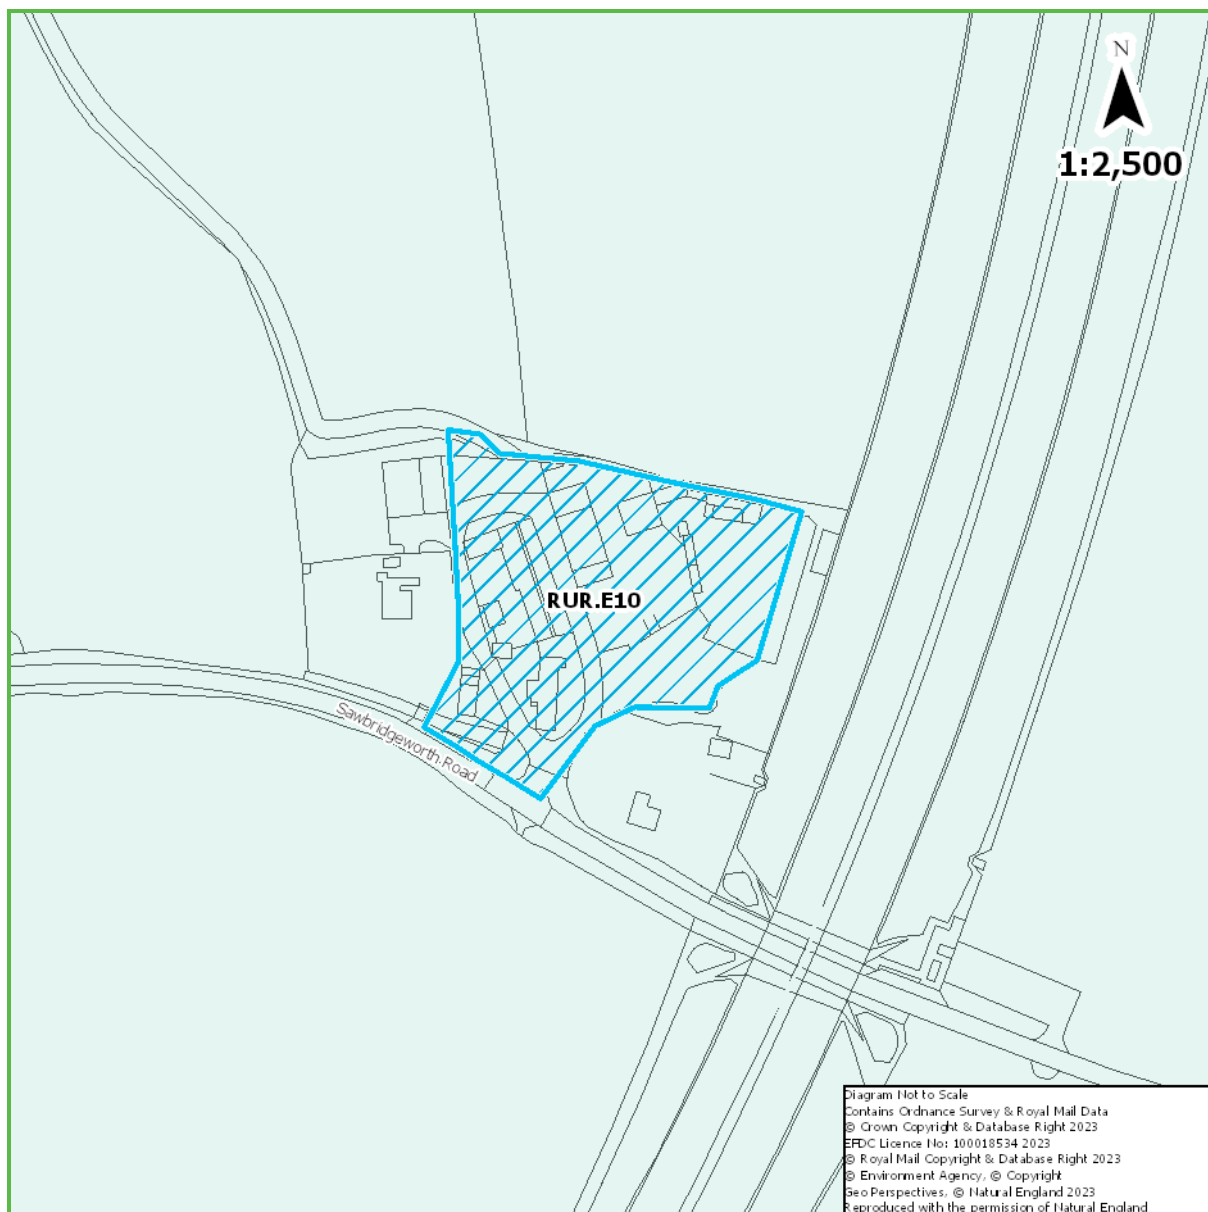 N
1:2,500
RUR.E10
Sawbridgeworth Road
Diagram Not to Scale
Contains Ordnance Survey & Royal Mail Data
© Crown Copyright & Database Right 2023
EFDC Licence No: 100018534 2023
© Royal Mail Copyright & Database Right 2023
© Environment Agency, © Copyright
Geo Perspectives, © Natural England 2023
Reproduced with the permission of Natural England